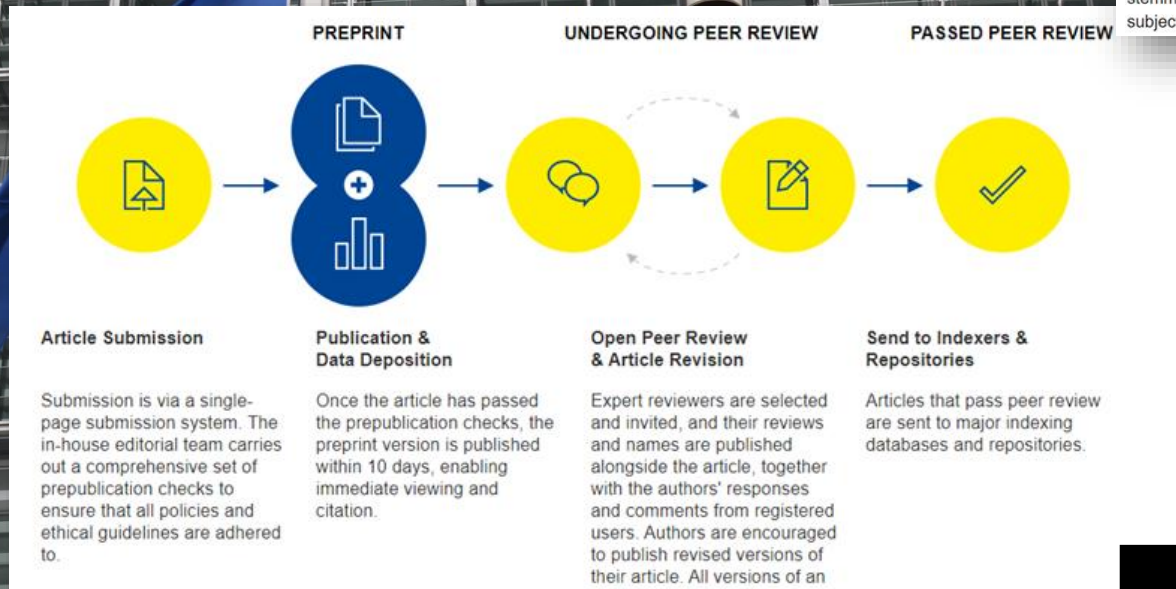 subjec
PREPRINT
UNDERGOING PEER REVIEW
PASSED PEER REVIEW
Article Submission
Submission is via a single-
page submission system. The
in-house editorial team carries
out a comprehensive set of
prepublication checks to
ensure that all policies and
ethical guidelines are adhered
to.
Publication &
Data Deposition
Once the article has passed
the prepublication checks, the
preprint version is published
within 10 days, enabling
immediate viewing and
citation.
Open Peer Review
& Article Revision
Expert reviewers are selected
and invited, and their reviews
and names are published
alongside the article, together
with the authors' responses
and comments from registered
users. Authors are encouraged
to publish revised versions of
their article. All versions of an
Send to Indexers &
Repositories
Articles that pass peer review
are sent to major indexing
databases and repositories.